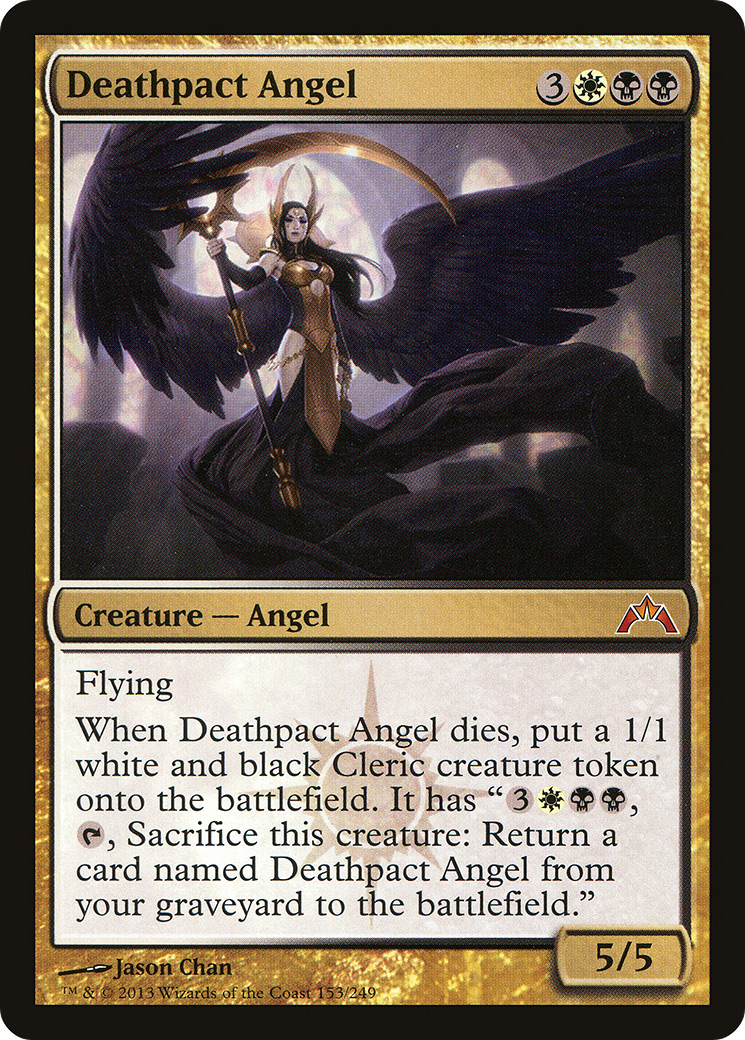 Deathpact Angel 3
Creature — Angel
Flying
When Deathpact Angel dies, put a 1/1
white and black Cleric creature token
onto the battlefield. It has “3,
, Sacrifice this creature: Return a
card named Deathpact Angel from
your graveyard to the battlefield.”
5/5
Jason Chan
™ & © 2013 Wizards of the Coast 153/249